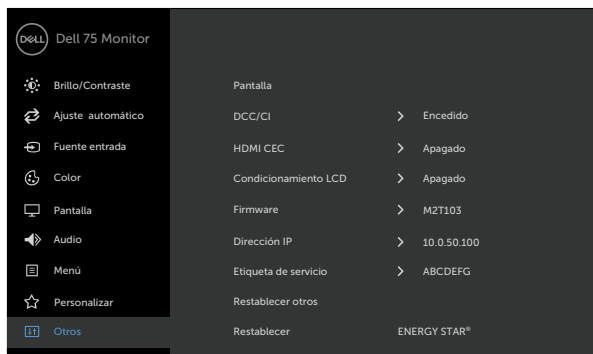 DELL Dell 75 Monitor
Brillo/Contraste Pantalla
Ajuste automático DCC/CI Encedido
Fuente entrada HDMI CEC Apagado
Color Condicionamiento LCD Apagado
Pantalla Firmware M2T103
Audio Dirección IP 10.0.50.100
Menú Etiqueta de servicio ABCDEFG
Personalizar Restablecer otros
Otros Restablecer ENERGY STAR®